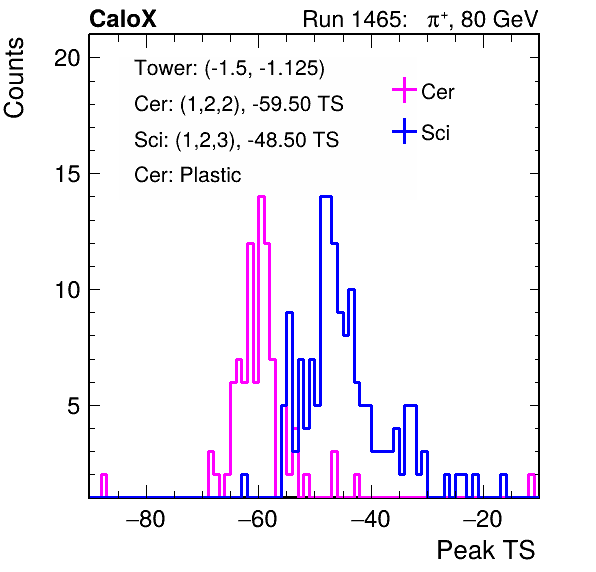 CaloX Run 1465: π⁺, 80 GeV
Counts
Tower: (-1.5, -1.125)
Cer: (1,2,2), -59.50 TS
Sci: (1,2,3), -48.50 TS
Cer: Plastic
Cer
Sci
20
15
10
5
−80 −60 −40 −20
Peak TS